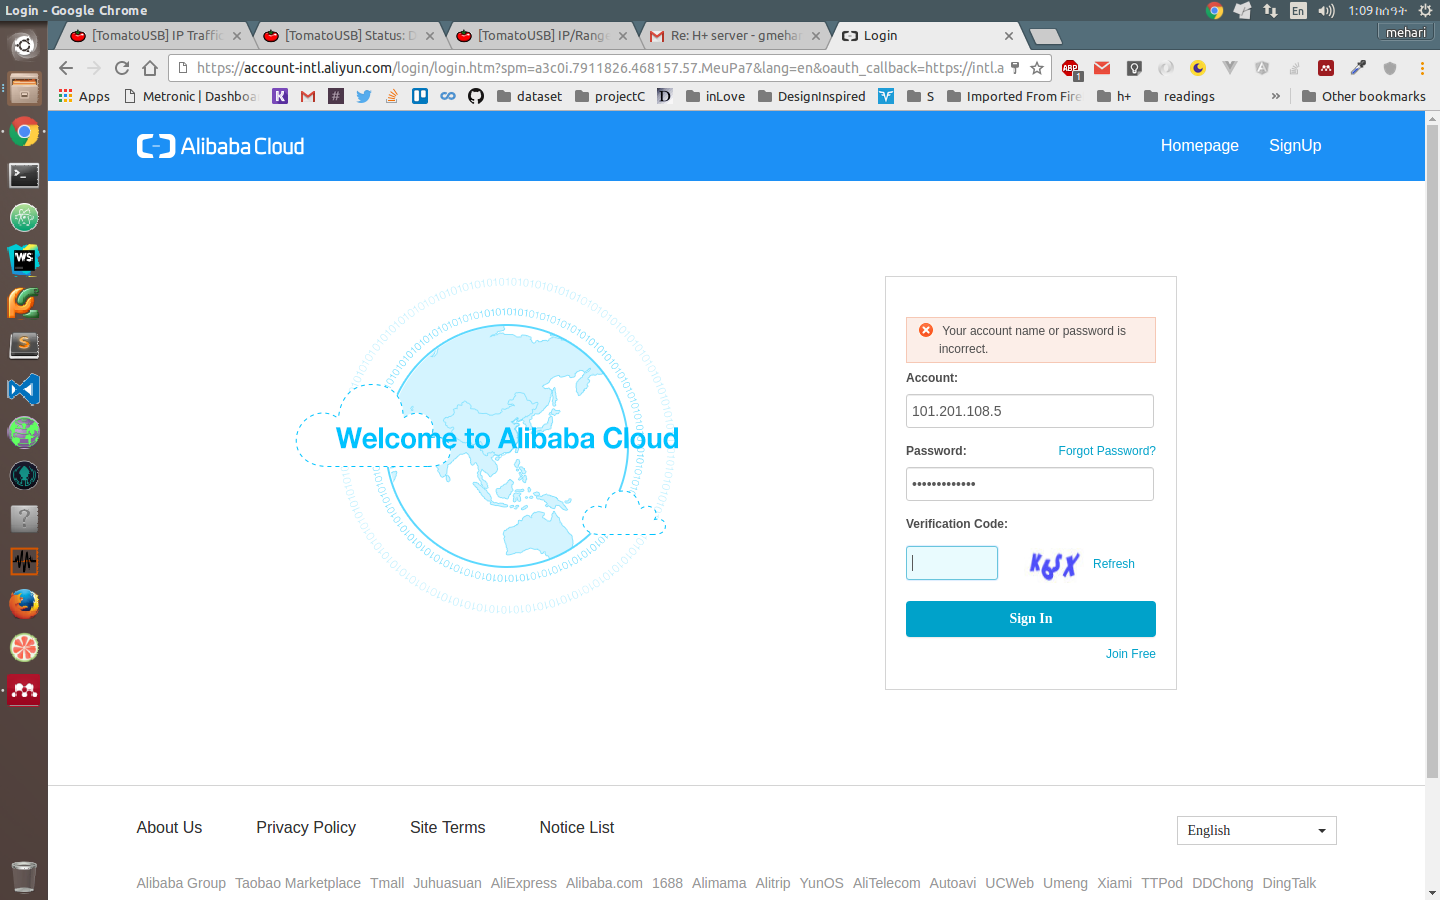 Login - Google Chrome
En
1:09 ከሰዓት
[TomatoUSB] IP Traffic
[TomatoUSB] Status: D
[TomatoUSB] IP/Range
Re: H+ server - gmehar
Login
mehari
https://account-intl.aliyun.com/login/login.htm?spm=a3c0i.7911826.468157.57.MeuPa7&lang=en&oauth_callback=https://intl.a
ABP
1
Apps
Metronic | Dashboa
dataset
projectC
inLove
DesignInspired
S
Imported From Fire
h+
readings
»
Other bookmarks
Alibaba Cloud
Homepage
SignUp
Welcome to Alibaba Cloud
Your account name or password is
incorrect.
Account:
101.201.108.5
Password:
Forgot Password?
•••••••••••••
Verification Code:
Refresh
Sign In
Join Free
About Us
Privacy Policy
Site Terms
Notice List
English
Alibaba Group Taobao Marketplace Tmall Juhuasuan AliExpress Alibaba.com 1688 Alimama Alitrip YunOS AliTelecom Autoavi UCWeb Umeng Xiami TTPod DDChong DingTalk